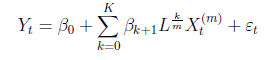 $Y_t = \beta_0 + \sum_{k=0}^{K} \beta_{k+1} L^{\frac{k}{m}} X_t^{(m)} + \varepsilon_t$